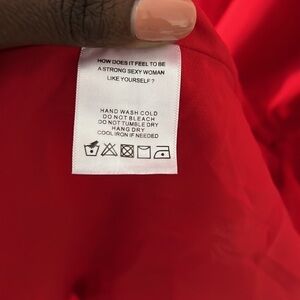 HOW DOES IT FEEL TO BE
A STRONG SEXY WOMAN
LIKE YOURSELF?
HAND WASH COLD
DO NOT BLEACH
DO NOT TUMBLE DRY
HANG DRY
COOL IRON IF NEEDED